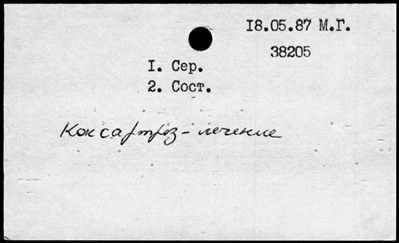 18.05.87 М.Г.
38205
1. Сер.
2. Сост.
Коксартроз - лечение